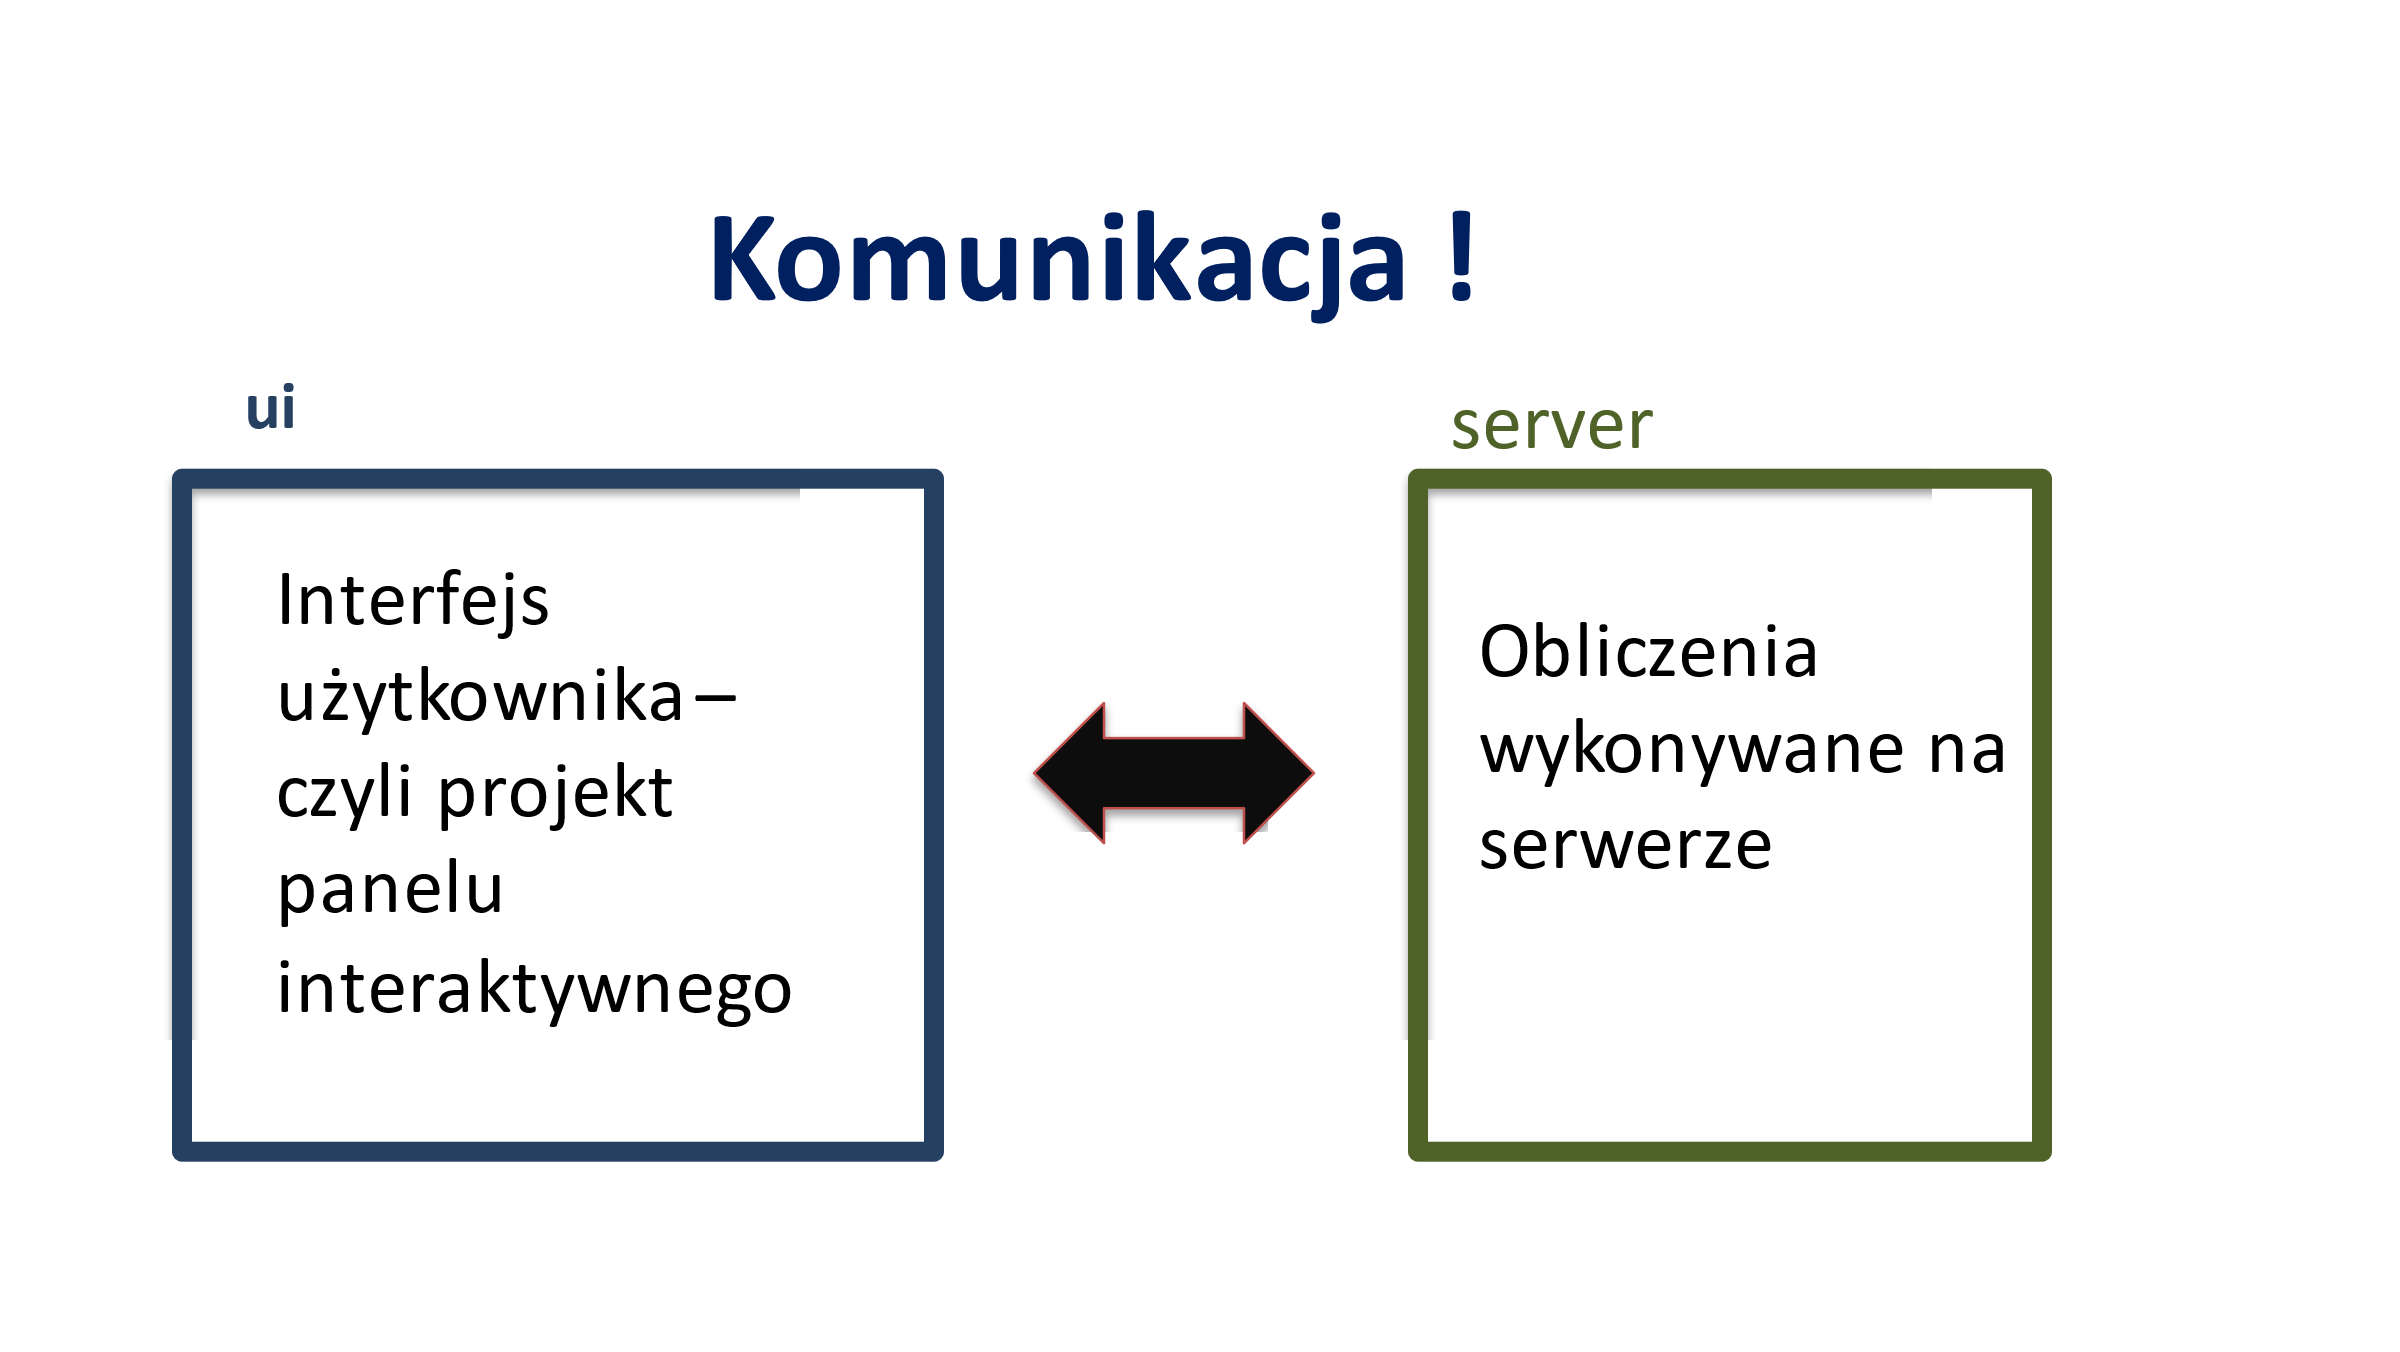 Komunikacja !
ui
Interfejs
użytkownika –
czyli projekt
panelu
interaktywnego
server
Obliczenia
wykonywane na
serwerze